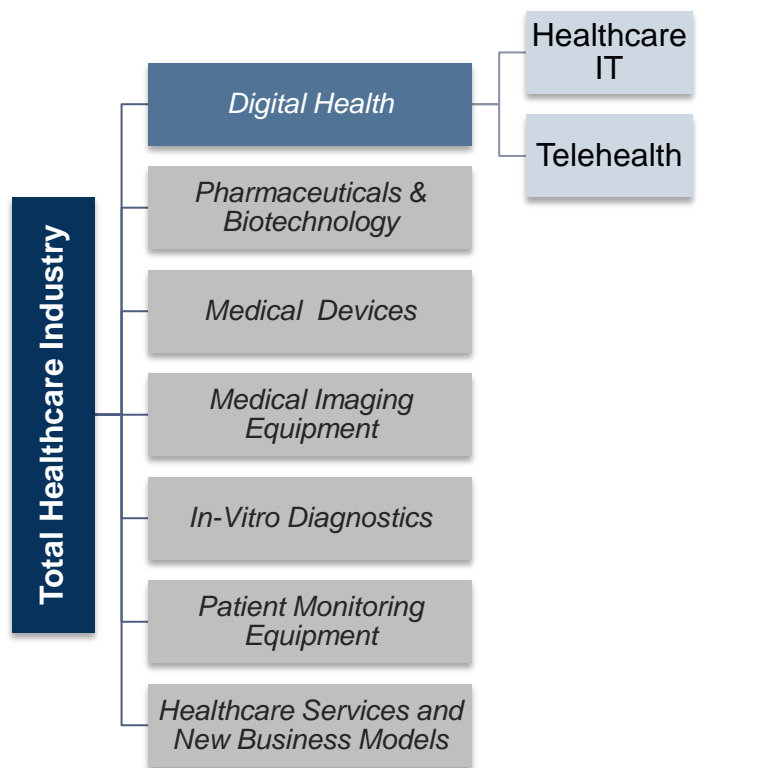 Total Healthcare Industry
Digital Health
Healthcare
IT
Telehealth
Pharmaceuticals &
Biotechnology
Medical Devices
Medical Imaging
Equipment
In-Vitro Diagnostics
Patient Monitoring
Equipment
Healthcare Services and
New Business Models